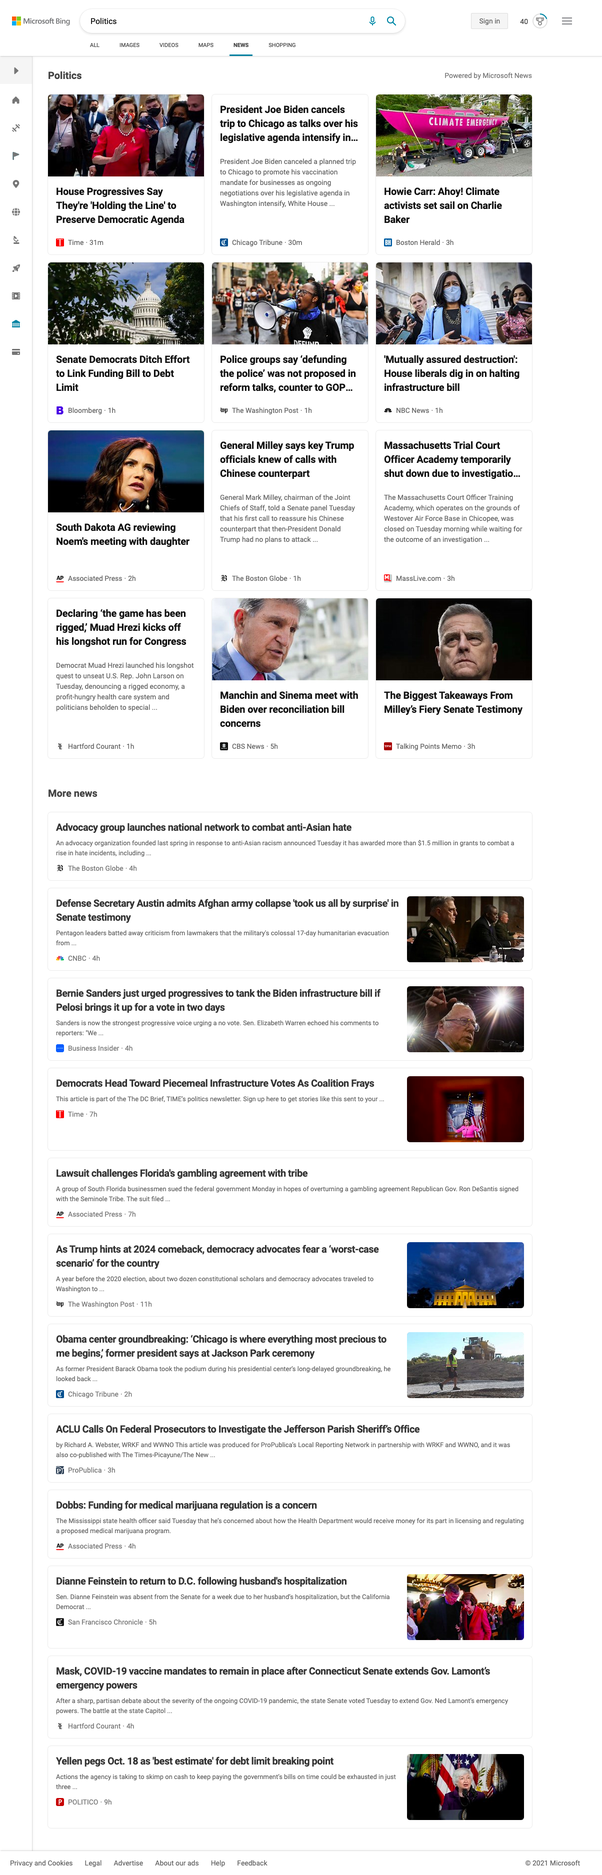 Microsoft Bing
Politics
Sign in
40
ALL
IMAGES
VIDEOS
MAPS
NEWS
SHOPPING
Politics
Powered by Microsoft News
House Progressives Say
They're 'Holding the Line' to
Preserve Democratic Agenda
Time · 31m
President Joe Biden cancels
trip to Chicago as talks over his
legislative agenda intensify in...
President Joe Biden canceled a planned trip
to Chicago to promote his vaccination
mandate for businesses as ongoing
negotiations over his legislative agenda in
Washington intensify, White House ...
Chicago Tribune · 30m
CLIMATE EMERGENCY
Howie Carr: Ahoy! Climate
activists set sail on Charlie
Baker
Boston Herald · 3h
Senate Democrats Ditch Effort
to Link Funding Bill to Debt
Limit
Bloomberg · 1h
DEFUND
Police groups say ‘defunding
the police’ was not proposed in
reform talks, counter to GOP...
The Washington Post · 1h
'Mutually assured destruction':
House liberals dig in on halting
infrastructure bill
NBC News · 1h
South Dakota AG reviewing
Noem's meeting with daughter
Associated Press · 2h
General Milley says key Trump
officials knew of calls with
Chinese counterpart
General Mark Milley, chairman of the Joint
Chiefs of Staff, told a Senate panel Tuesday
that his first call to reassure his Chinese
counterpart that then-President Donald
Trump had no plans to attack ...
The Boston Globe · 1h
Massachusetts Trial Court
Officer Academy temporarily
shut down due to investigatio...
The Massachusetts Court Officer Training
Academy, which operates on the grounds of
Westover Air Force Base in Chicopee, was
closed on Tuesday morning while waiting for
the outcome of an investigation ...
MassLive.com · 3h
Declaring ‘the game has been
rigged,’ Muad Hrezi kicks off
his longshot run for Congress
Democrat Muad Hrezi launched his longshot
quest to unseat U.S. Rep. John Larson on
Tuesday, denouncing a rigged economy, a
profit-hungry health care system and
politicians beholden to special ...
Hartford Courant · 1h
Manchin and Sinema meet with
Biden over reconciliation bill
concerns
CBS News · 5h
The Biggest Takeaways From
Milley's Fiery Senate Testimony
Talking Points Memo · 3h
More news
Advocacy group launches national network to combat anti-Asian hate
An advocacy organization founded last spring in response to anti-Asian racism announced Tuesday it has awarded more than $1.5 million in grants to combat a
rise in hate incidents, including ...
The Boston Globe · 4h
Defense Secretary Austin admits Afghan army collapse 'took us all by surprise' in
Senate testimony
Pentagon leaders batted away criticism from lawmakers that the military's colossal 17-day humanitarian evacuation
from ...
CNBC · 4h
Bernie Sanders just urged progressives to tank the Biden infrastructure bill if
Pelosi brings it up for a vote in two days
Sanders is now the strongest progressive voice urging a no vote. Sen. Elizabeth Warren echoed his comments to
reporters: "We ...
Business Insider · 4h
Democrats Head Toward Piecemeal Infrastructure Votes As Coalition Frays
This article is part of the The DC Brief, TIME's politics newsletter. Sign up here to get stories like this sent to your ...
Time · 7h
Lawsuit challenges Florida's gambling agreement with tribe
A group of South Florida businessmen sued the federal government Monday in hopes of overturning a gambling agreement Republican Gov. Ron DeSantis signed
with the Seminole Tribe. The suit filed ...
Associated Press · 7h
As Trump hints at 2024 comeback, democracy advocates fear a ‘worst-case
scenario’ for the country
A year before the 2020 election, about two dozen constitutional scholars and democracy advocates traveled to
Washington to ...
The Washington Post · 11h
Obama center groundbreaking: ‘Chicago is where everything most precious to
me begins,’ former president says at Jackson Park ceremony
As former President Barack Obama took the podium during his presidential center's long-delayed groundbreaking, he
looked back ...
Chicago Tribune · 2h
ACLU Calls On Federal Prosecutors to Investigate the Jefferson Parish Sheriff's Office
by Richard A. Webster, WRKF and WWNO This article was produced for ProPublica's Local Reporting Network in partnership with WRKF and WWNO, and it was
also co-published with The Times-Picayune/The New ...
ProPublica · 3h
Dobbs: Funding for medical marijuana regulation is a concern
The Mississippi state health officer said Tuesday that he's concerned about how the Health Department would receive money for its part in licensing and regulating
a proposed medical marijuana program.
Associated Press · 4h
Dianne Feinstein to return to D.C. following husband's hospitalization
Sen. Dianne Feinstein was absent from the Senate for a week due to her husband's hospitalization, but the California
Democrat ...
San Francisco Chronicle · 5h
Mask, COVID-19 vaccine mandates to remain in place after Connecticut Senate extends Gov. Lamont's
emergency powers
After a sharp, partisan debate about the severity of the ongoing COVID-19 pandemic, the state Senate voted Tuesday to extend Gov. Ned Lamont's emergency
powers. The battle at the state Capitol ...
Hartford Courant · 4h
Yellen pegs Oct. 18 as 'best estimate' for debt limit breaking point
Actions the agency is taking to skimp on cash to keep paying the government's bills on time could be exhausted in just
three ...
POLITICO · 9h
Privacy and Cookies
Legal
Advertise
About our ads
Help
Feedback
© 2021 Microsoft